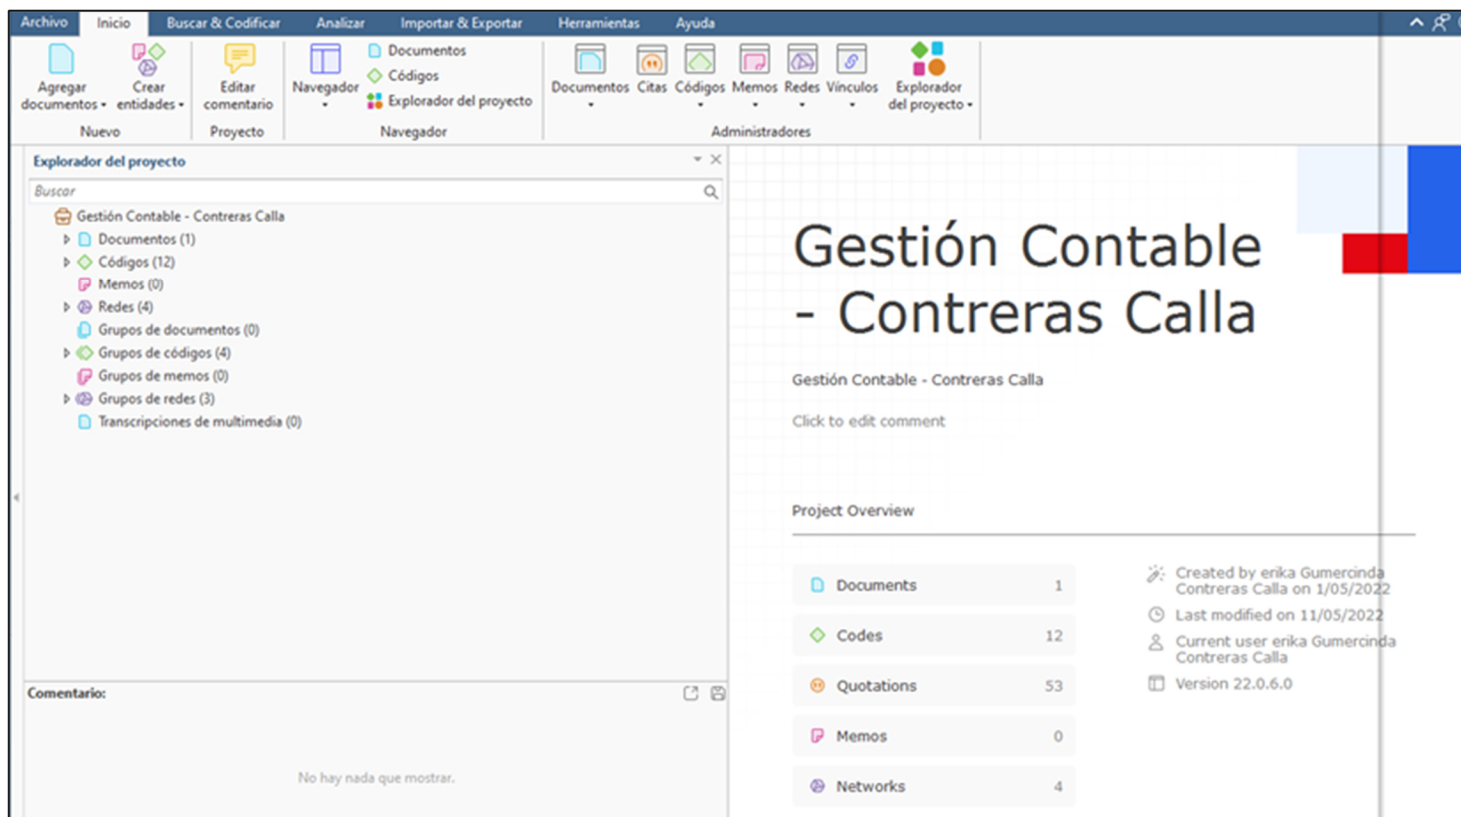 Archivo Inicio Buscar & Codificar Analizar Importar & Exportar Herramientas Ayuda
Agregar documentos
Crear entidades
Nuevo
Editar comentario
Proyecto
Navegador
Documentos
Códigos
Explorador del proyecto
Navegador
Documentos Citas Códigos Memos Redes Vínculos Explorador del proyecto
Administradores
Explorador del proyecto
Buscar
Gestión Contable - Contreras Calla
Documentos (1)
Códigos (12)
Memos (0)
Redes (4)
Grupos de documentos (0)
Grupos de códigos (4)
Grupos de memos (0)
Grupos de redes (3)
Transcripciones de multimedia (0)
Comentario:
No hay nada que mostrar.
Gestión Contable
- Contreras Calla
Gestión Contable - Contreras Calla
Click to edit comment
Project Overview
Documents 1
Codes 12
Quotations 53
Memos 0
Networks 4
Created by erika Gumercinda
Contreras Calla on 1/05/2022
Last modified on 11/05/2022
Current user erika Gumercinda
Contreras Calla
Version 22.0.6.0